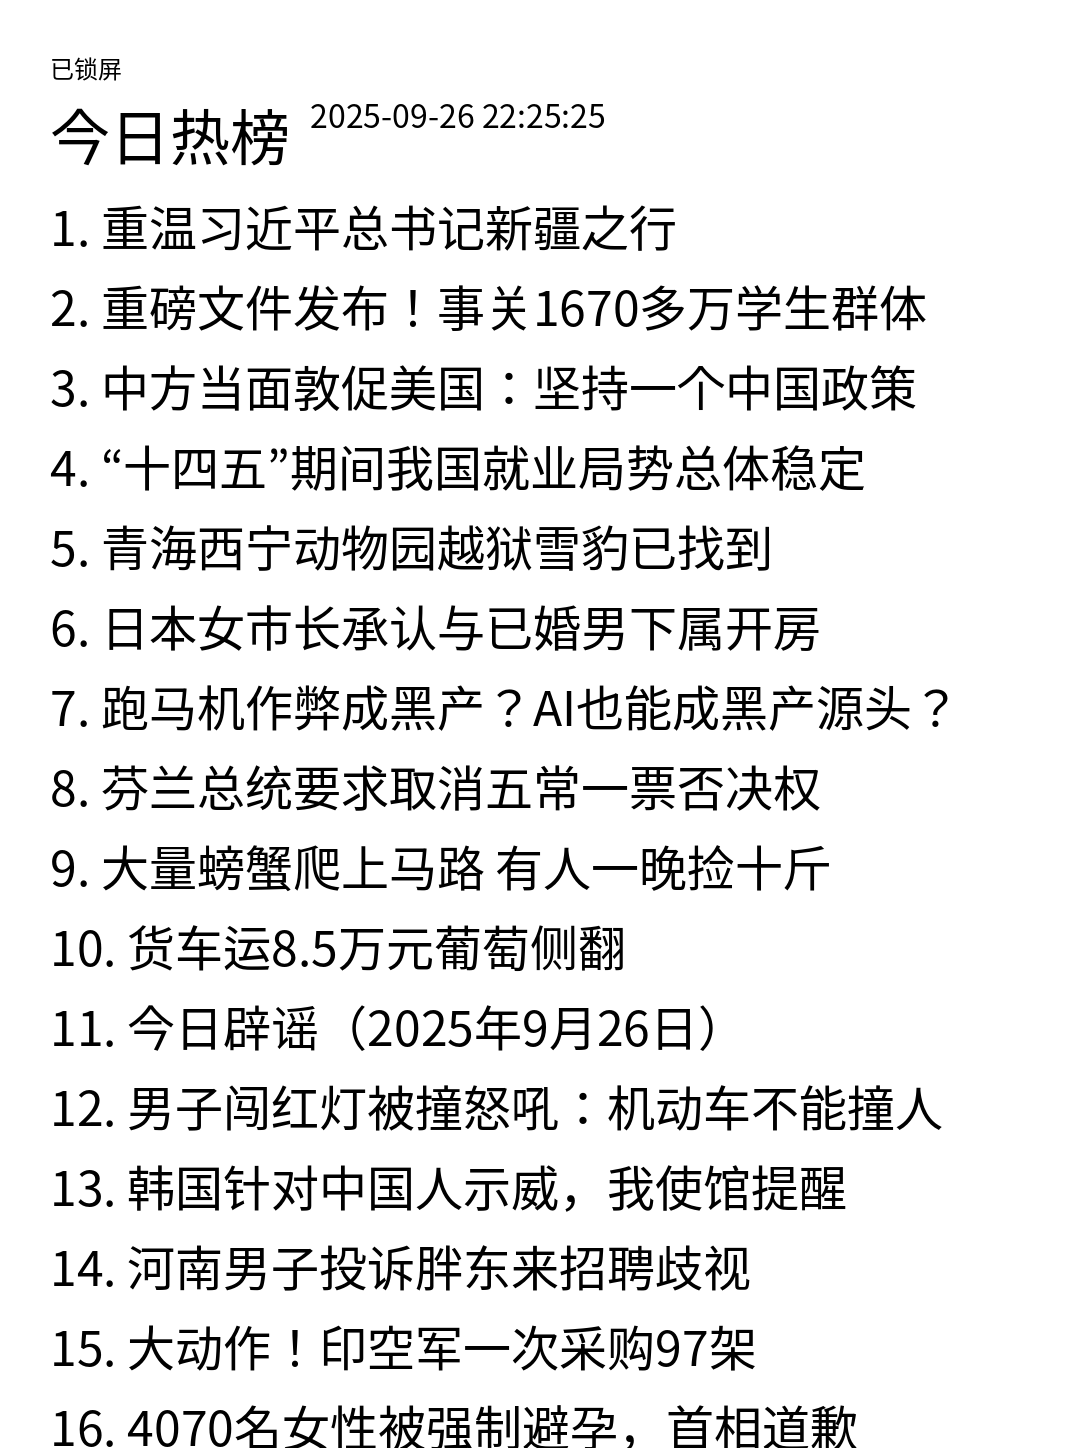 已锁屏
今日热榜 2025-09-26 22:25:25
1. 重温习近平总书记新疆之行
2. 重磅文件发布！事关1670多万学生群体
3. 中方当面敦促美国：坚持一个中国政策
4. “十四五”期间我国就业局势总体稳定
5. 青海西宁动物园越狱雪豹已找到
6. 日本女市长承认与已婚男下属开房
7. 跑马机作弊成黑产？AI也能成黑产源头？
8. 芬兰总统要求取消五常一票否决权
9. 大量螃蟹爬上马路 有人一晚捡十斤
10. 货车运8.5万元葡萄侧翻
11. 今日辟谣（2025年9月26日）
12. 男子闯红灯被撞怒吼：机动车不能撞人
13. 韩国针对中国人示威，我使馆提醒
14. 河南男子投诉胖东来招聘歧视
15. 大动作！印空军一次采购97架
16. 4070名女性被强制避孕，首相道歉